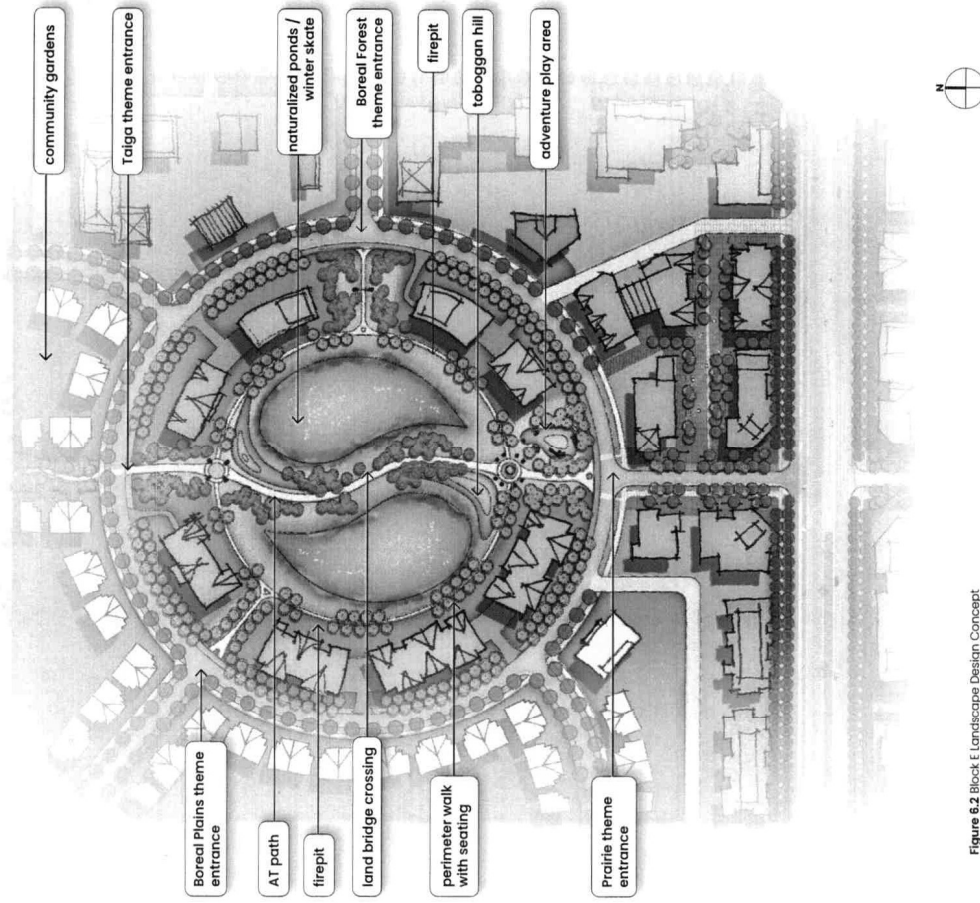 community gardens
Taiga theme entrance
naturalized ponds /
winter skate
Boreal Forest
theme entrance
firepit
toboggan hill
adventure play area
Boreal Plains theme
entrance
AT path
firepit
land bridge crossing
perimeter walk
with seating
Prairie theme
entrance
N
Figure 6.2 Block E Landscape Design Concept